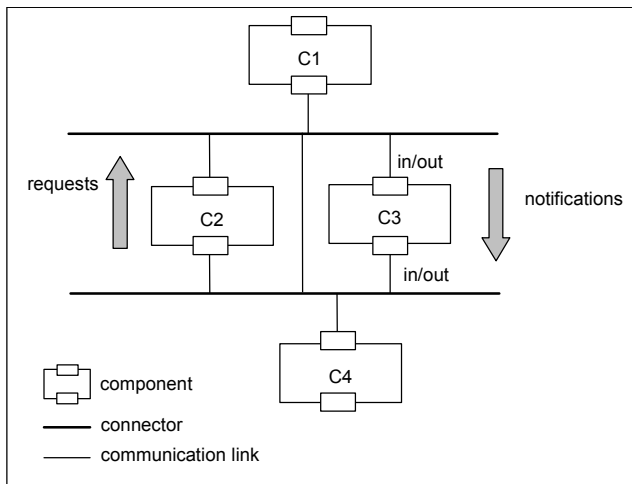 C1
in/out
requests
C2
C3
notifications
in/out
C4
component
connector
communication link